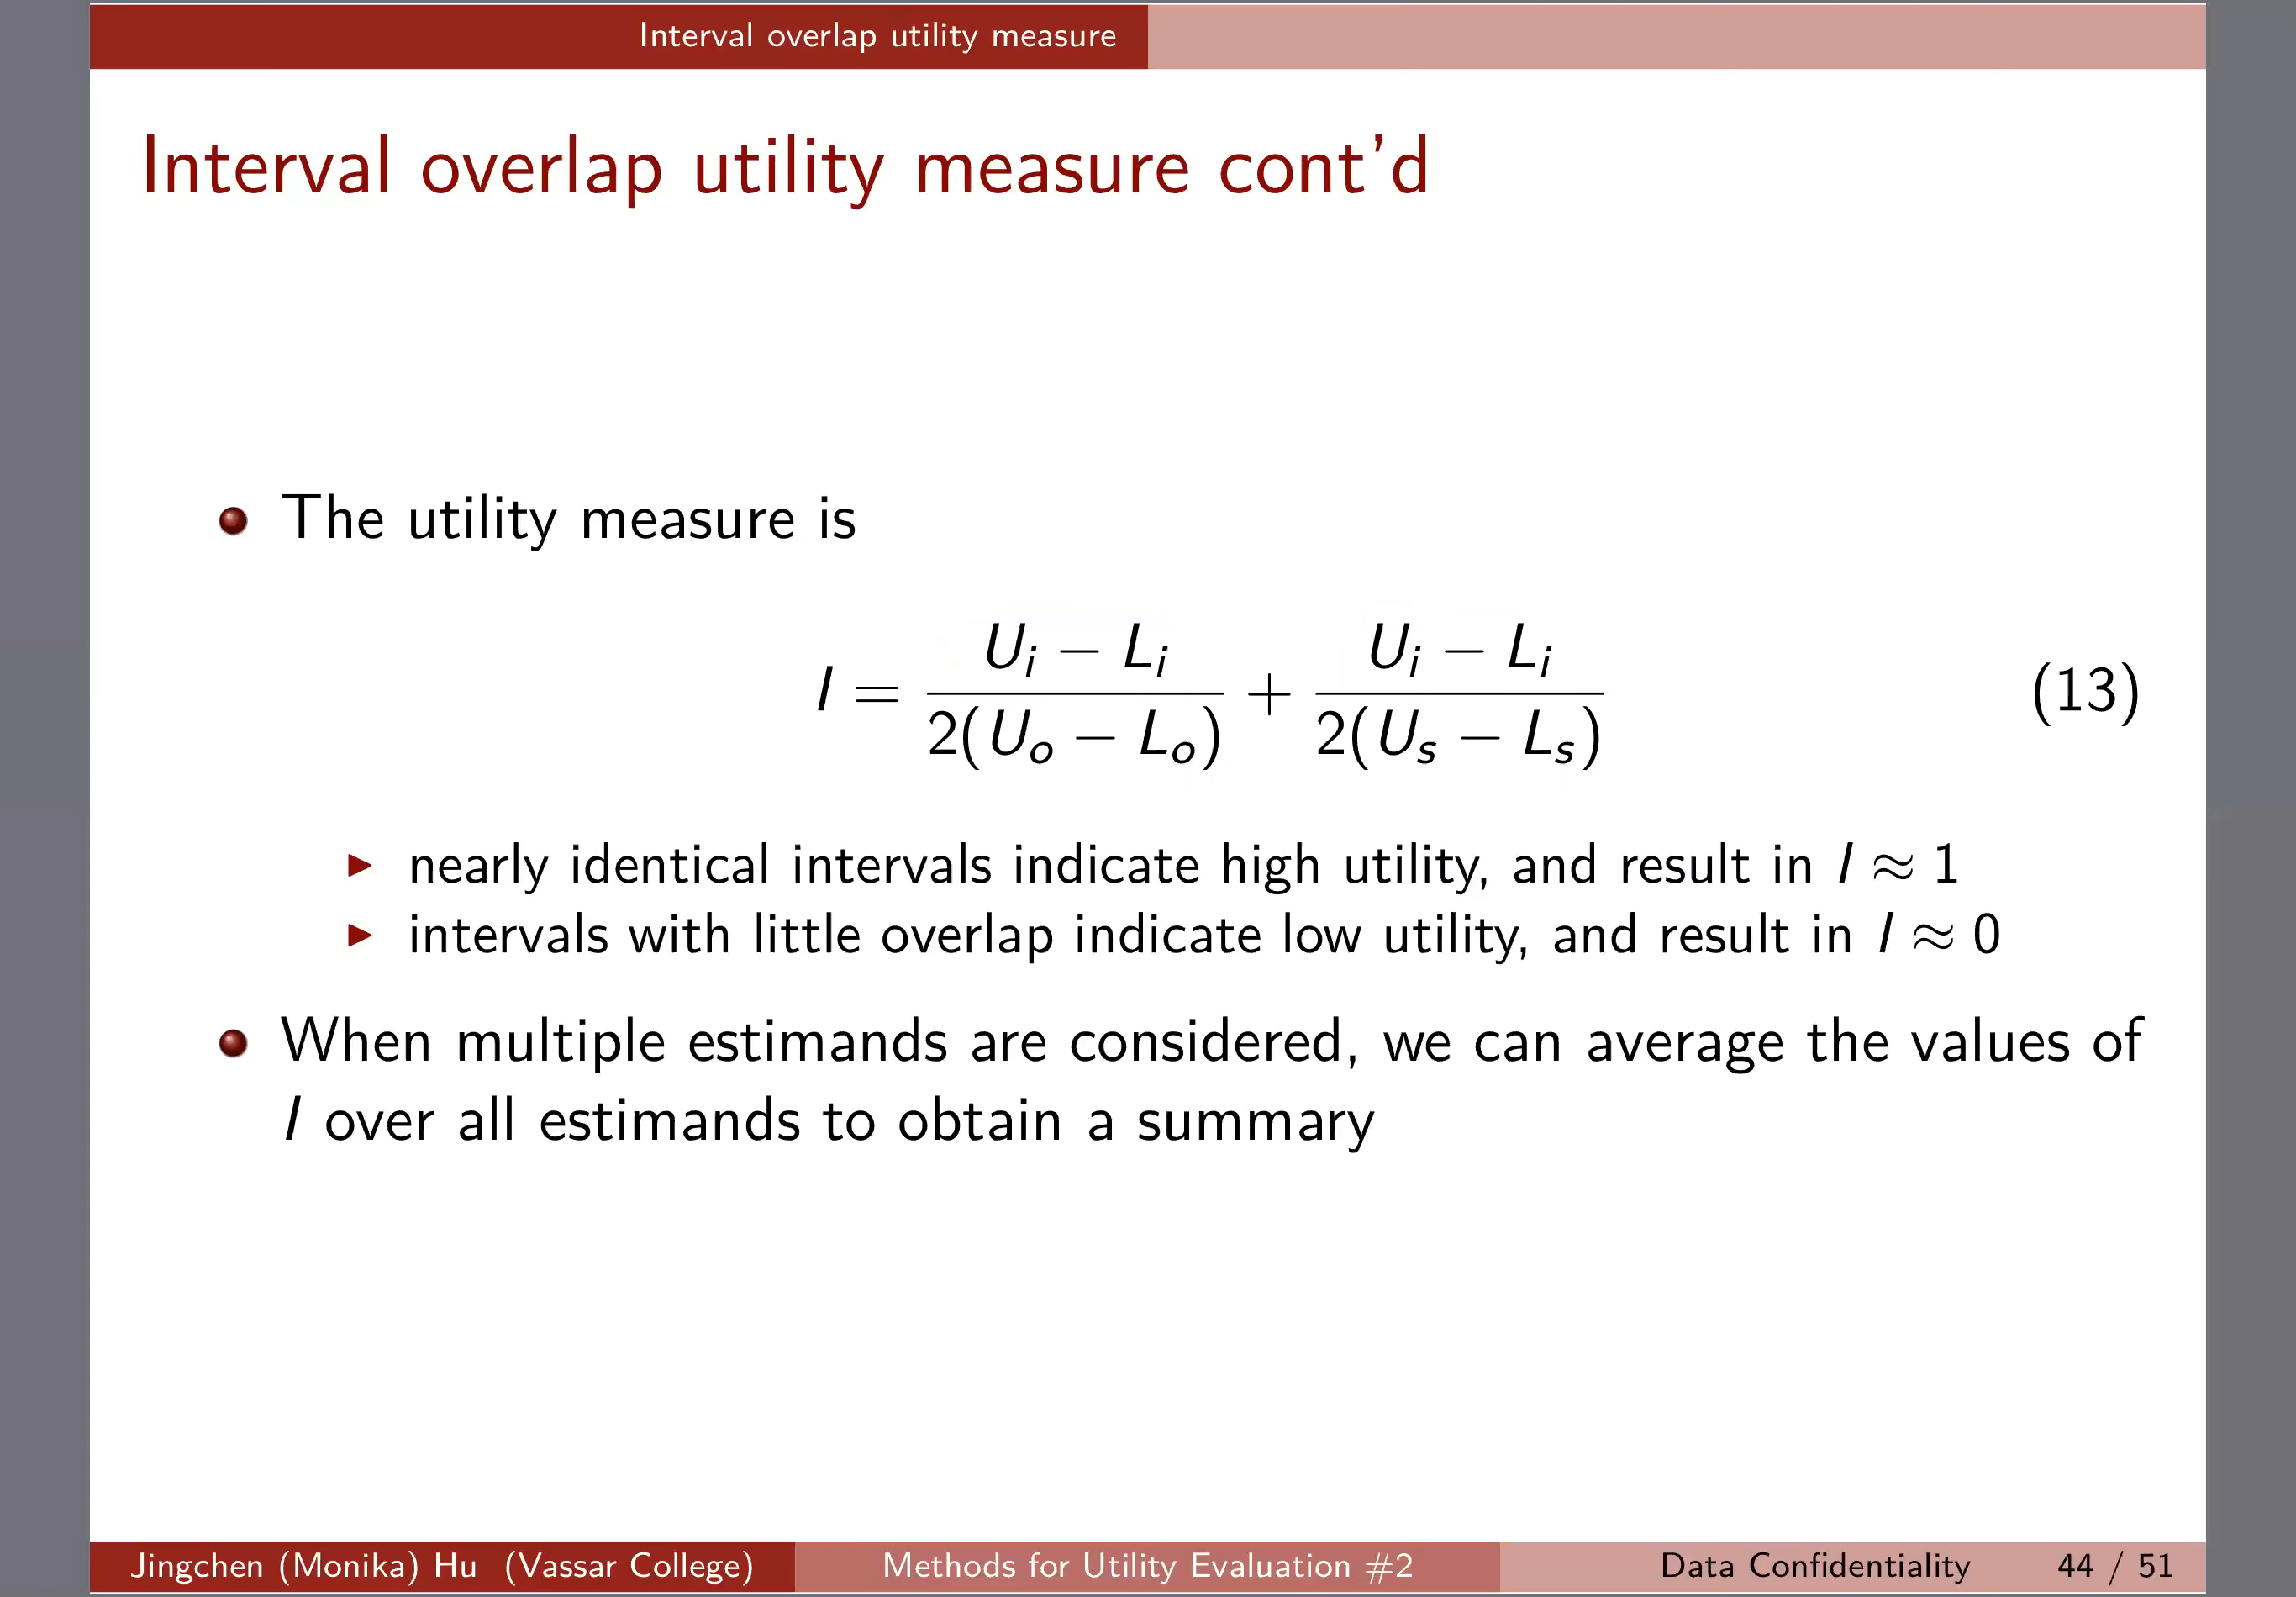 Interval overlap utility measure
Interval overlap utility measure cont'd
The utility measure is
I = \frac{U_i - L_i}{2(U_o - L_o)} + \frac{U_i - L_i}{2(U_s - L_s)} (13)
nearly identical intervals indicate high utility, and result in I ≈ 1
intervals with little overlap indicate low utility, and result in I ≈ 0
When multiple estimands are considered, we can average the values of
I over all estimands to obtain a summary
Jingchen (Monika) Hu (Vassar College) Methods for Utility Evaluation #2 Data Confidentiality 44 / 51